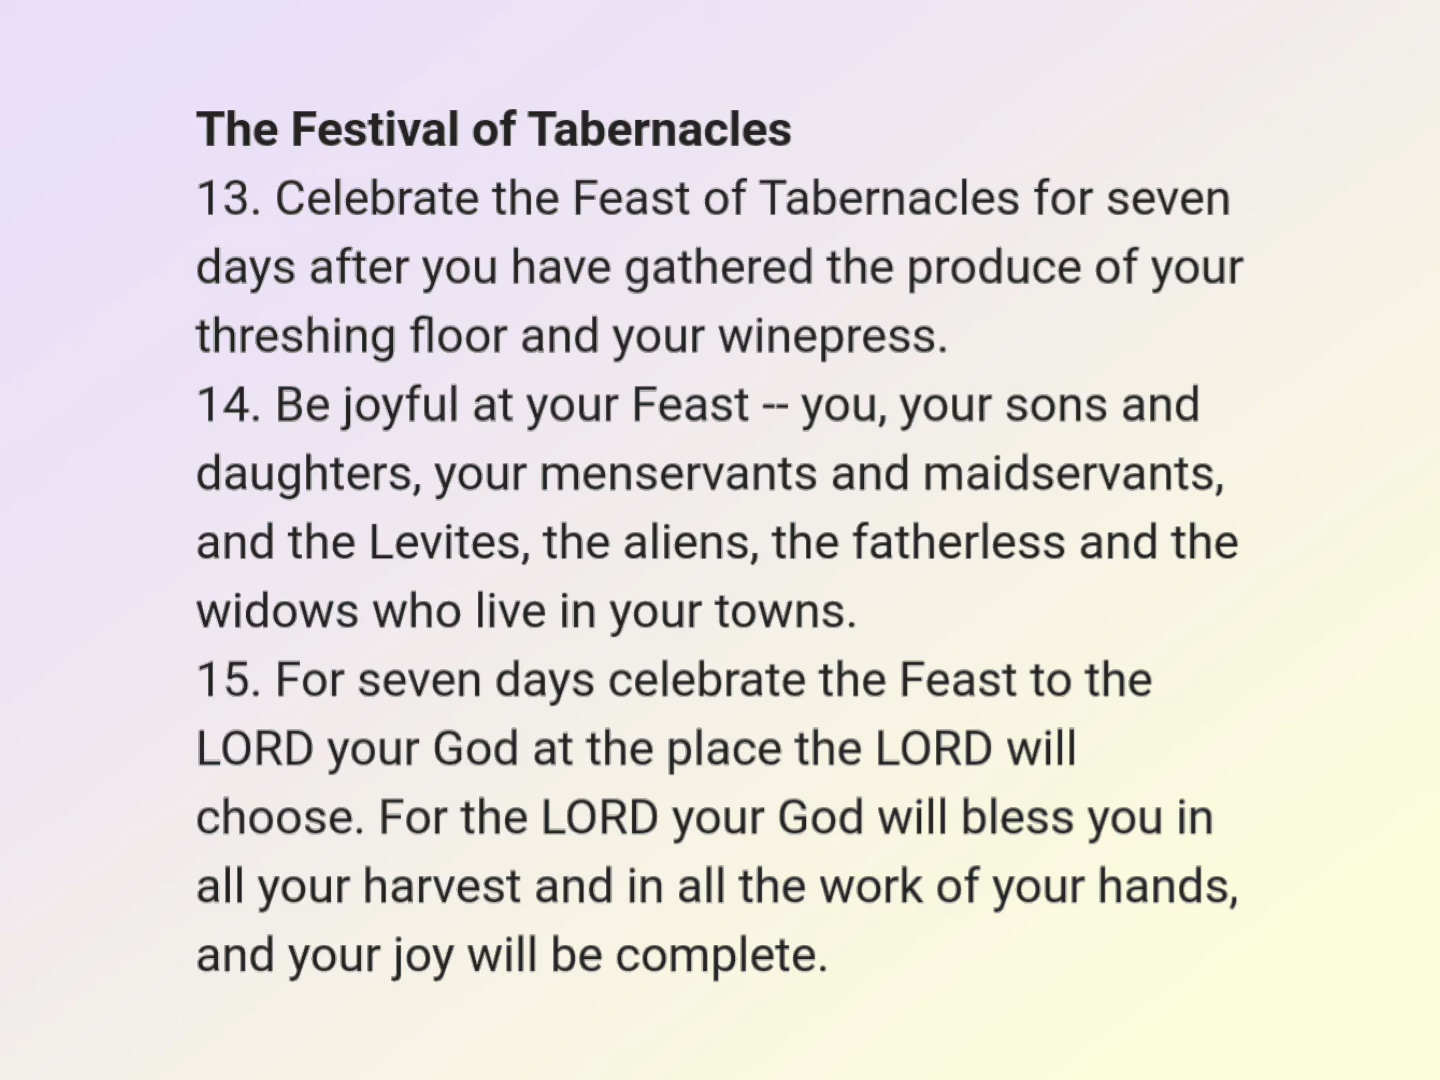 The Festival of Tabernacles
13. Celebrate the Feast of Tabernacles for seven
days after you have gathered the produce of your
threshing floor and your winepress.
14. Be joyful at your Feast -- you, your sons and
daughters, your menservants and maidservants,
and the Levites, the aliens, the fatherless and the
widows who live in your towns.
15. For seven days celebrate the Feast to the
LORD your God at the place the LORD will
choose. For the LORD your God will bless you in
all your harvest and in all the work of your hands,
and your joy will be complete.